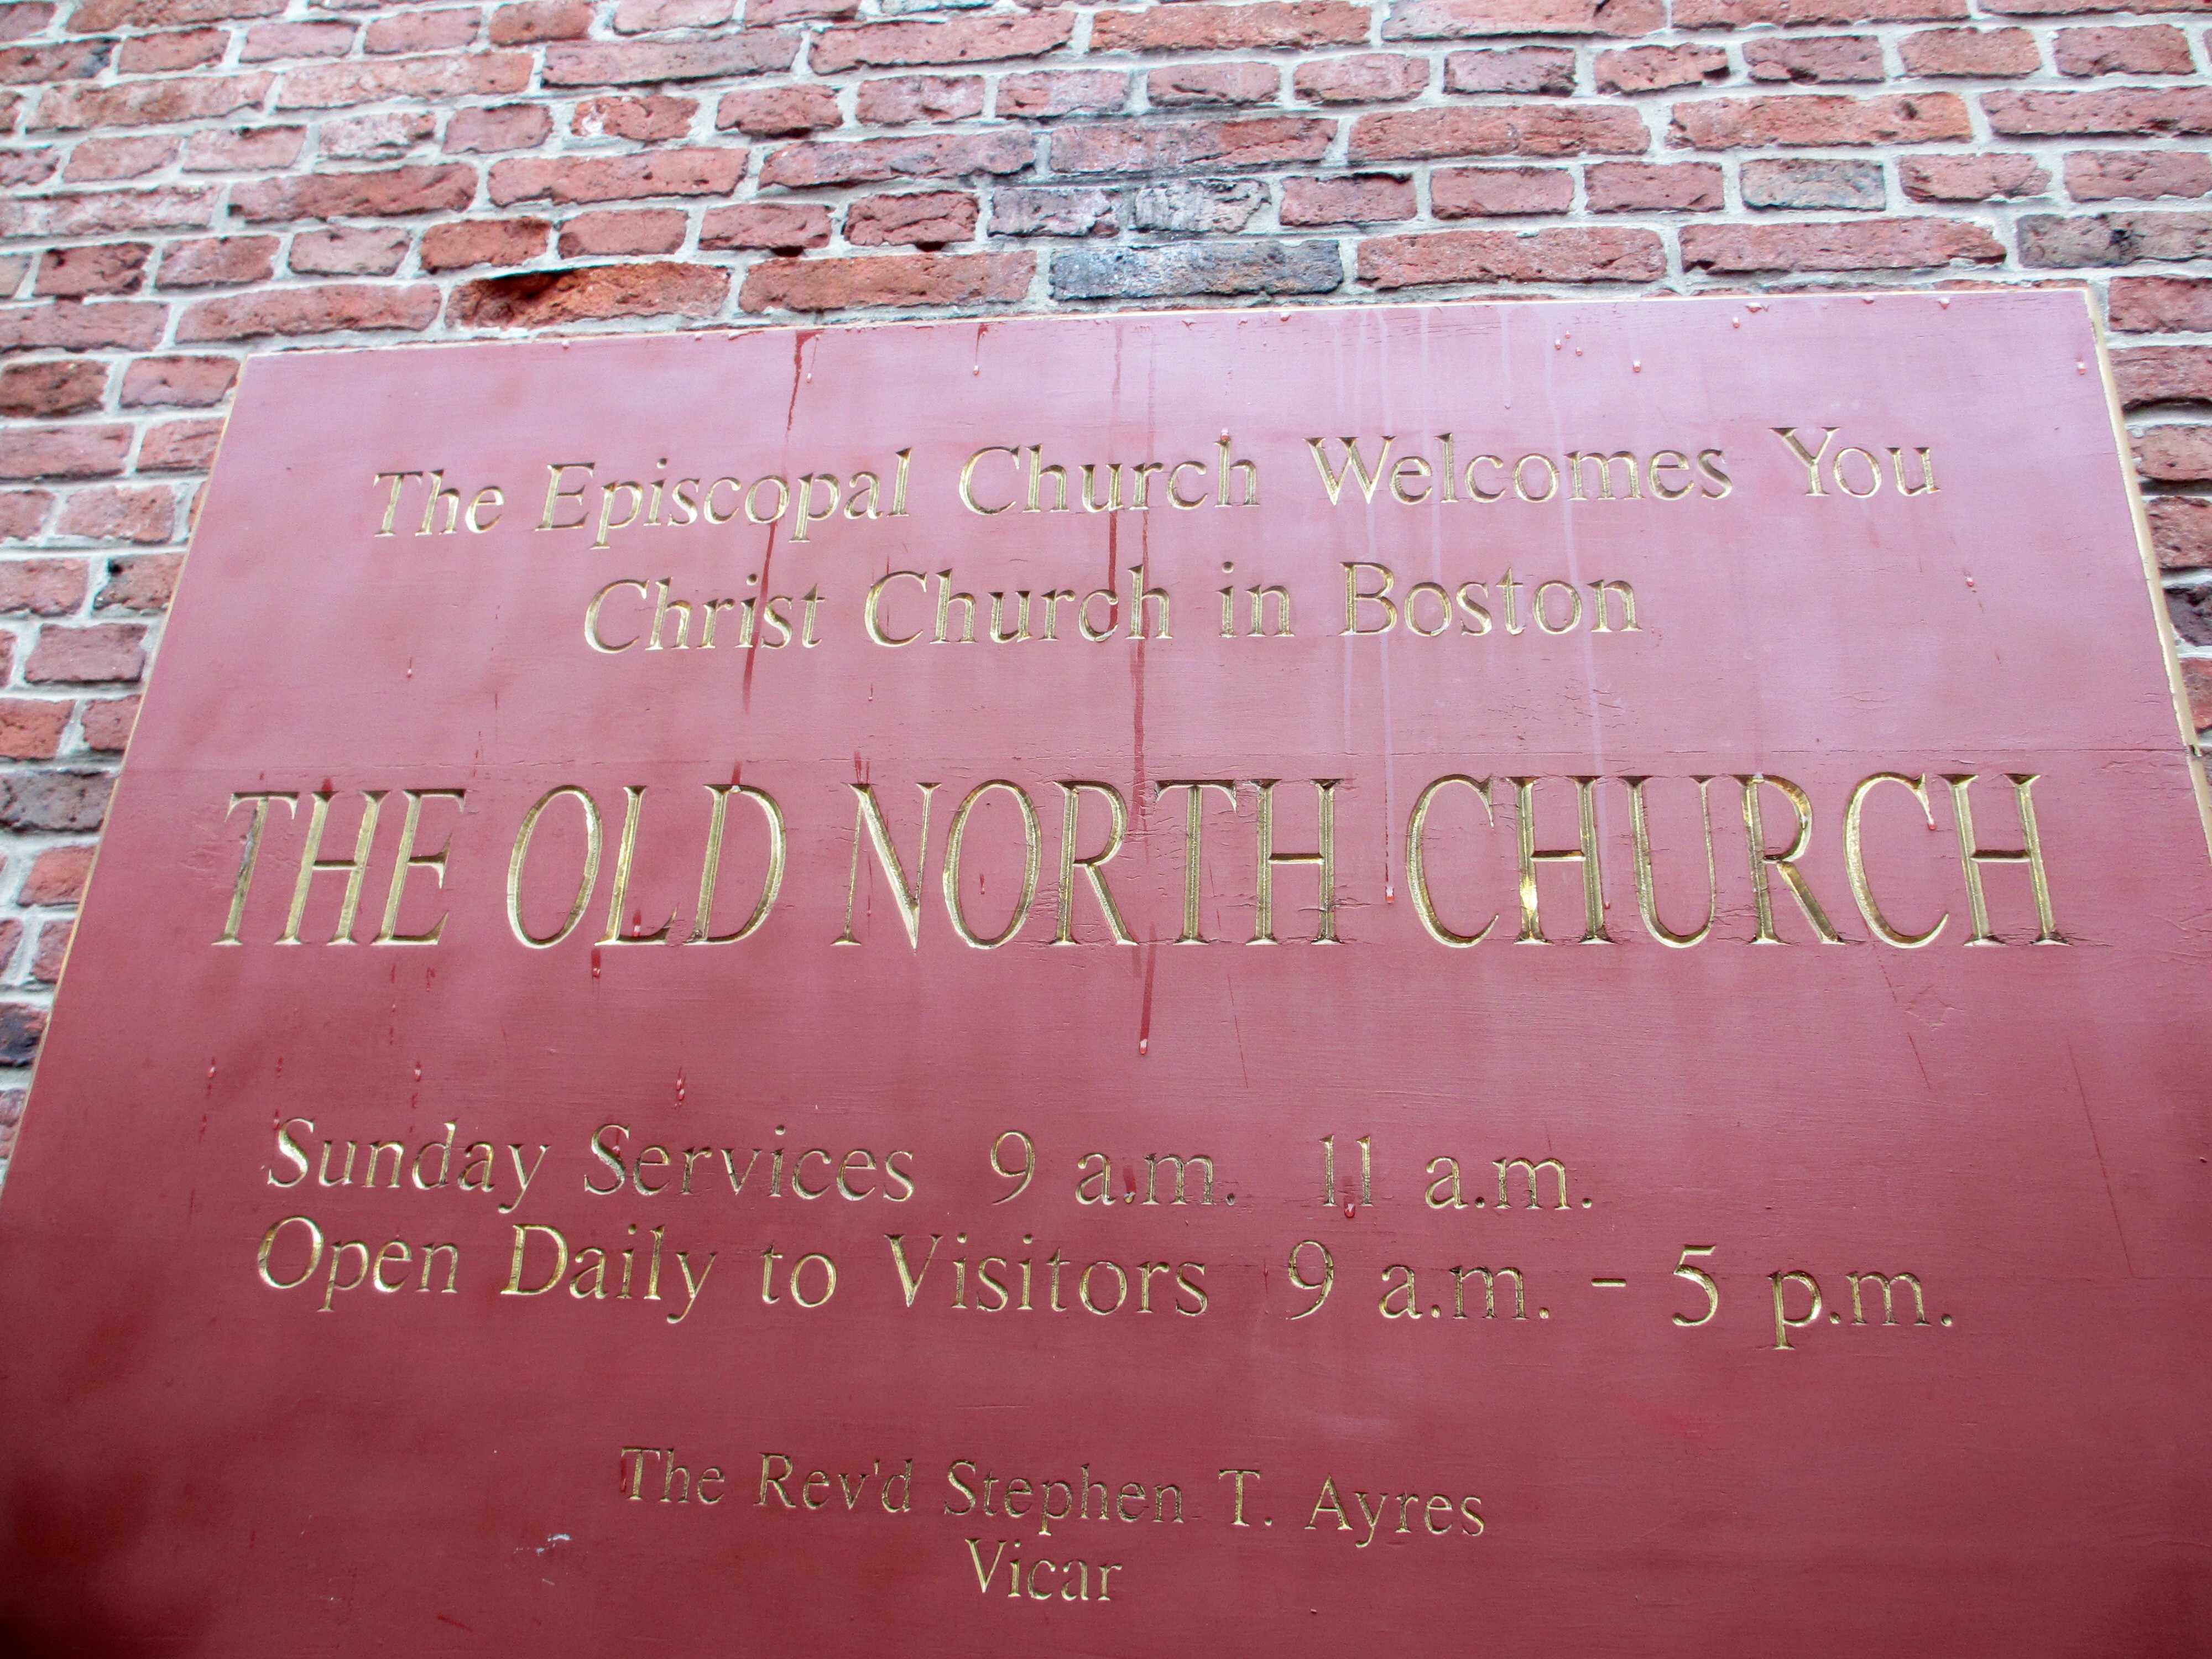 The Episcopal Church Welcomes You
Christ Church in Boston
THE OLD NORTH CHURCH
Sunday Services 9 a.m. 11 a.m.
Open Daily to Visitors 9 a.m. - 5 p.m.
The Rev'd Stephen T. Ayres
Vicar